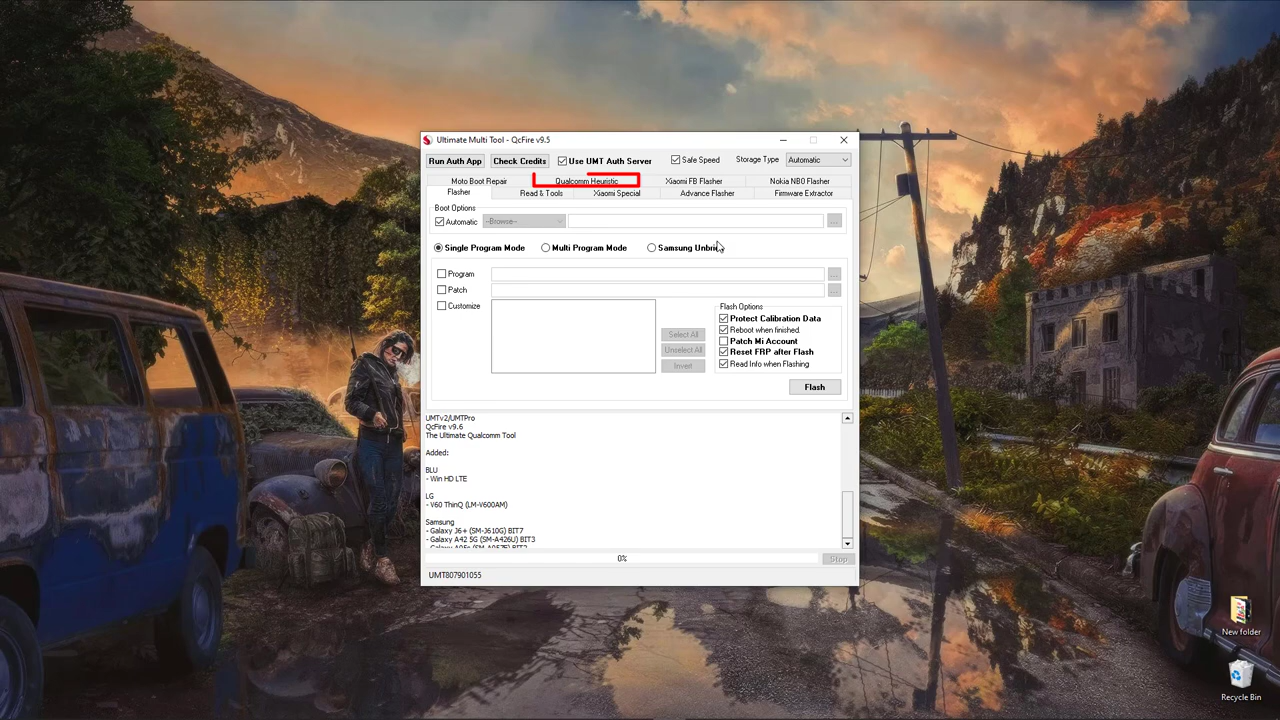 Ultimate Multi Tool - QcFire v9.5
Run Auth App Check Credits Use UMT Auth Server Safe Speed Storage Type Automatic
Moto Boot Repair Qualcomm Heuristic Xiaomi FB Flasher Nokia NB0 Flasher
Flasher Read & Tools Xiaomi Special Advance Flasher Firmware Extractor
Boot Options
Automatic --Browse-- ...
Single Program Mode Multi Program Mode Samsung
Program ...
Patch ...
Customize
Flash Options
Protect Calibration Data
Reboot when finished.
Select All
Patch Mi Account
Unselect All
Reset FRP after Flash
Invert
Read Info when Flashing
Flash
UMTv2/UMTPro
QcFire v9.6
The Ultimate Qualcomm Tool
Added:
BLU
- Win HD LTE
LG
- V60 ThinQ (LM-V600AM)
Samsung
- Galaxy J6+ (SM-J610G) BIT7
- Galaxy A42 5G (SM-A426U) BIT3
0%
Stop
UMT807901055
New folder
Recycle Bin